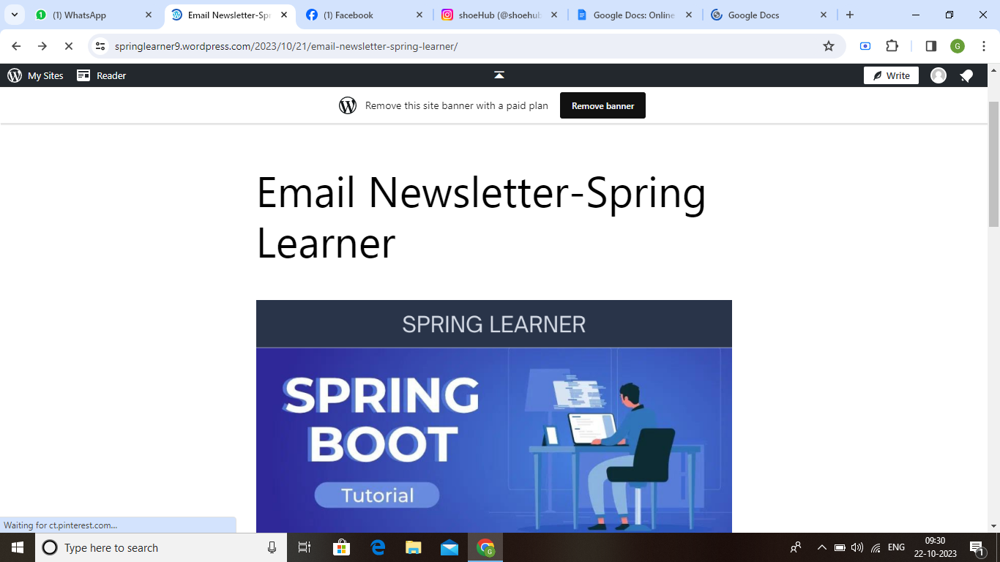 (1) WhatsApp
Email Newsletter-Spr
(1) Facebook
shoeHub (@shoehub
Google Docs: Online
Google Docs
springlearner9.wordpress.com/2023/10/21/email-newsletter-spring-learner/
G
My Sites
Reader
Write
Remove this site banner with a paid plan
Remove banner
Email Newsletter-Spring
Learner
SPRING LEARNER
SPRING
BOOT
Tutorial
Waiting for ct.pinterest.com...
Type here to search
G
ENG
09:30
22-10-2023
1